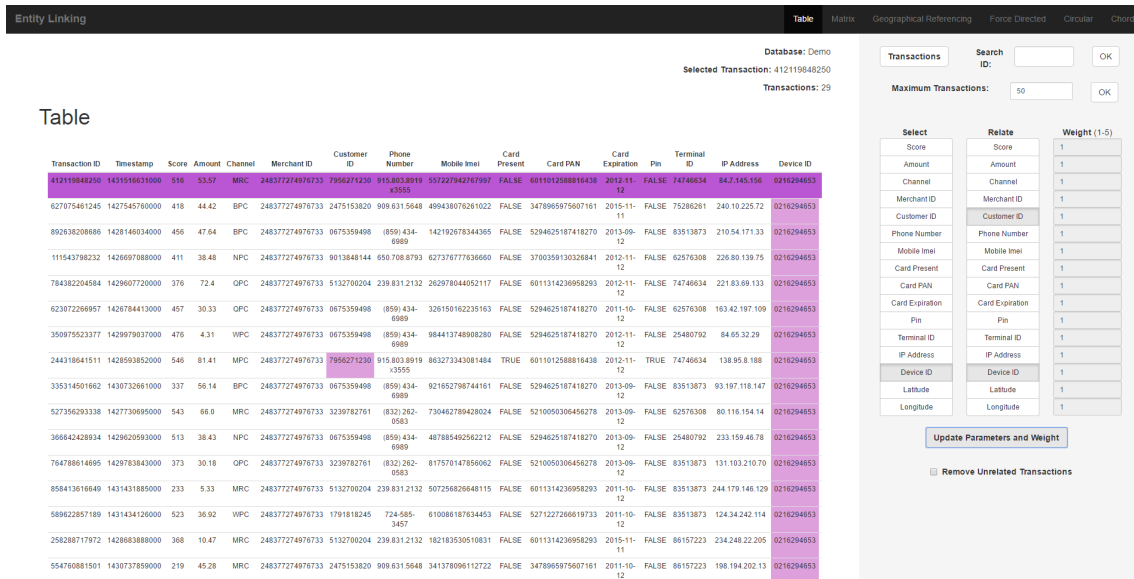 Entity Linking Table Matrix Geographical Referencing Force Directed Circular Chord
Database: Demo
Selected Transaction: 412119848250
Transactions: 29
Table
Transaction ID Timestamp Score Amount Channel Merchant ID Customer ID Phone Number Mobile Imei Card Present Card PAN Card Expiration Pin Terminal ID IP Address Device ID
412119848250 1431516631000 516 53.57 MRC 248377274976733 7956271230 915.803.8919 x3555 557227942767997 FALSE 6011012588816438 2012-11-12 FALSE 74746634 84.7.145.156 0216294653
627075461245 1427545760000 418 44.42 BPC 248377274976733 2475153820 909.631.5648 499438076261022 FALSE 3478965975607161 2015-11-11 FALSE 75286261 240.10.225.72 0216294653
892638208686 1428146034000 456 47.64 BPC 248377274976733 0675359498 (859) 434-6989 142192678344365 FALSE 5294625187418270 2013-09-12 FALSE 83513873 210.54.171.33 0216294653
111543798232 1426697088000 411 38.48 NPC 248377274976733 9013848144 650.708.8793 627376777636660 FALSE 3700359130326841 2012-11-12 FALSE 62576308 226.80.139.75 0216294653
784382204584 1429607720000 376 72.4 QPC 248377274976733 5132700204 239.831.2132 262978044052117 FALSE 6011314236958293 2012-11-12 FALSE 74746634 221.83.69.133 0216294653
623072266957 1426784413000 457 30.33 QPC 248377274976733 0675359498 (859) 434-6989 326150162235163 FALSE 5294625187418270 2011-10-12 FALSE 83513873 163.42.197.109 0216294653
350975523377 1429979037000 476 4.31 WPC 248377274976733 0675359498 (859) 434-6989 984413748908280 FALSE 5294625187418270 2012-11-12 FALSE 25480792 84.65.32.29 0216294653
244318641511 1428593852000 546 81.41 MPC 248377274976733 7956271230 915.803.8919 x3555 863273343081484 TRUE 6011012588816438 2012-11-12 TRUE 74746634 138.95.8.188 0216294653
335314501662 1430732661000 337 56.14 BPC 248377274976733 0675359498 (859) 434-6989 921652798744161 FALSE 5294625187418270 2013-09-12 FALSE 83513873 93.197.118.147 0216294653
527356293338 1427730695000 543 66.0 MRC 248377274976733 3239782761 (832) 262-0583 730462789428024 FALSE 5210050306456278 2013-09-12 FALSE 62576308 80.116.154.14 0216294653
366642428934 1429620593000 513 38.43 NPC 248377274976733 0675359498 (859) 434-6989 487885492562212 FALSE 5294625187418270 2013-09-12 FALSE 25480792 233.159.46.78 0216294653
764788614695 1429783843000 373 30.18 QPC 248377274976733 3239782761 (832) 262-0583 817570147856062 FALSE 5210050306456278 2013-09-12 FALSE 83513873 131.103.210.70 0216294653
858413616649 1431431885000 233 5.33 MRC 248377274976733 5132700204 239.831.2132 507256826648115 FALSE 6011314236958293 2011-10-12 FALSE 83513873 244.179.146.129 0216294653
589622857189 1431434126000 523 36.92 WPC 248377274976733 1791818245 724-585-3457 610086187634453 FALSE 5271227266619733 2011-10-12 FALSE 83513873 124.34.242.114 0216294653
258288717972 1428683888000 368 10.47 MRC 248377274976733 5132700204 239.831.2132 182183530510831 FALSE 6011314236958293 2015-11-11 FALSE 86157223 234.248.22.205 0216294653
554760881501 1430737859000 219 45.28 MRC 248377274976733 2475153820 909.631.5648 341378096112722 FALSE 3478965975607161 2011-10-12 FALSE 86157223 198.194.202.13 0216294653
Transactions Search ID: OK
Maximum Transactions: 50 OK
Select Relate Weight (1-5)
Score Score 1
Amount Amount 1
Channel Channel 1
Merchant ID Merchant ID 1
Customer ID Customer ID 1
Phone Number Phone Number 1
Mobile Imei Mobile Imei 1
Card Present Card Present 1
Card PAN Card PAN 1
Card Expiration Card Expiration 1
Pin Pin 1
Terminal ID Terminal ID 1
IP Address IP Address 1
Device ID Device ID 1
Latitude Latitude 1
Longitude Longitude 1
Update Parameters and Weight
Remove Unrelated Transactions